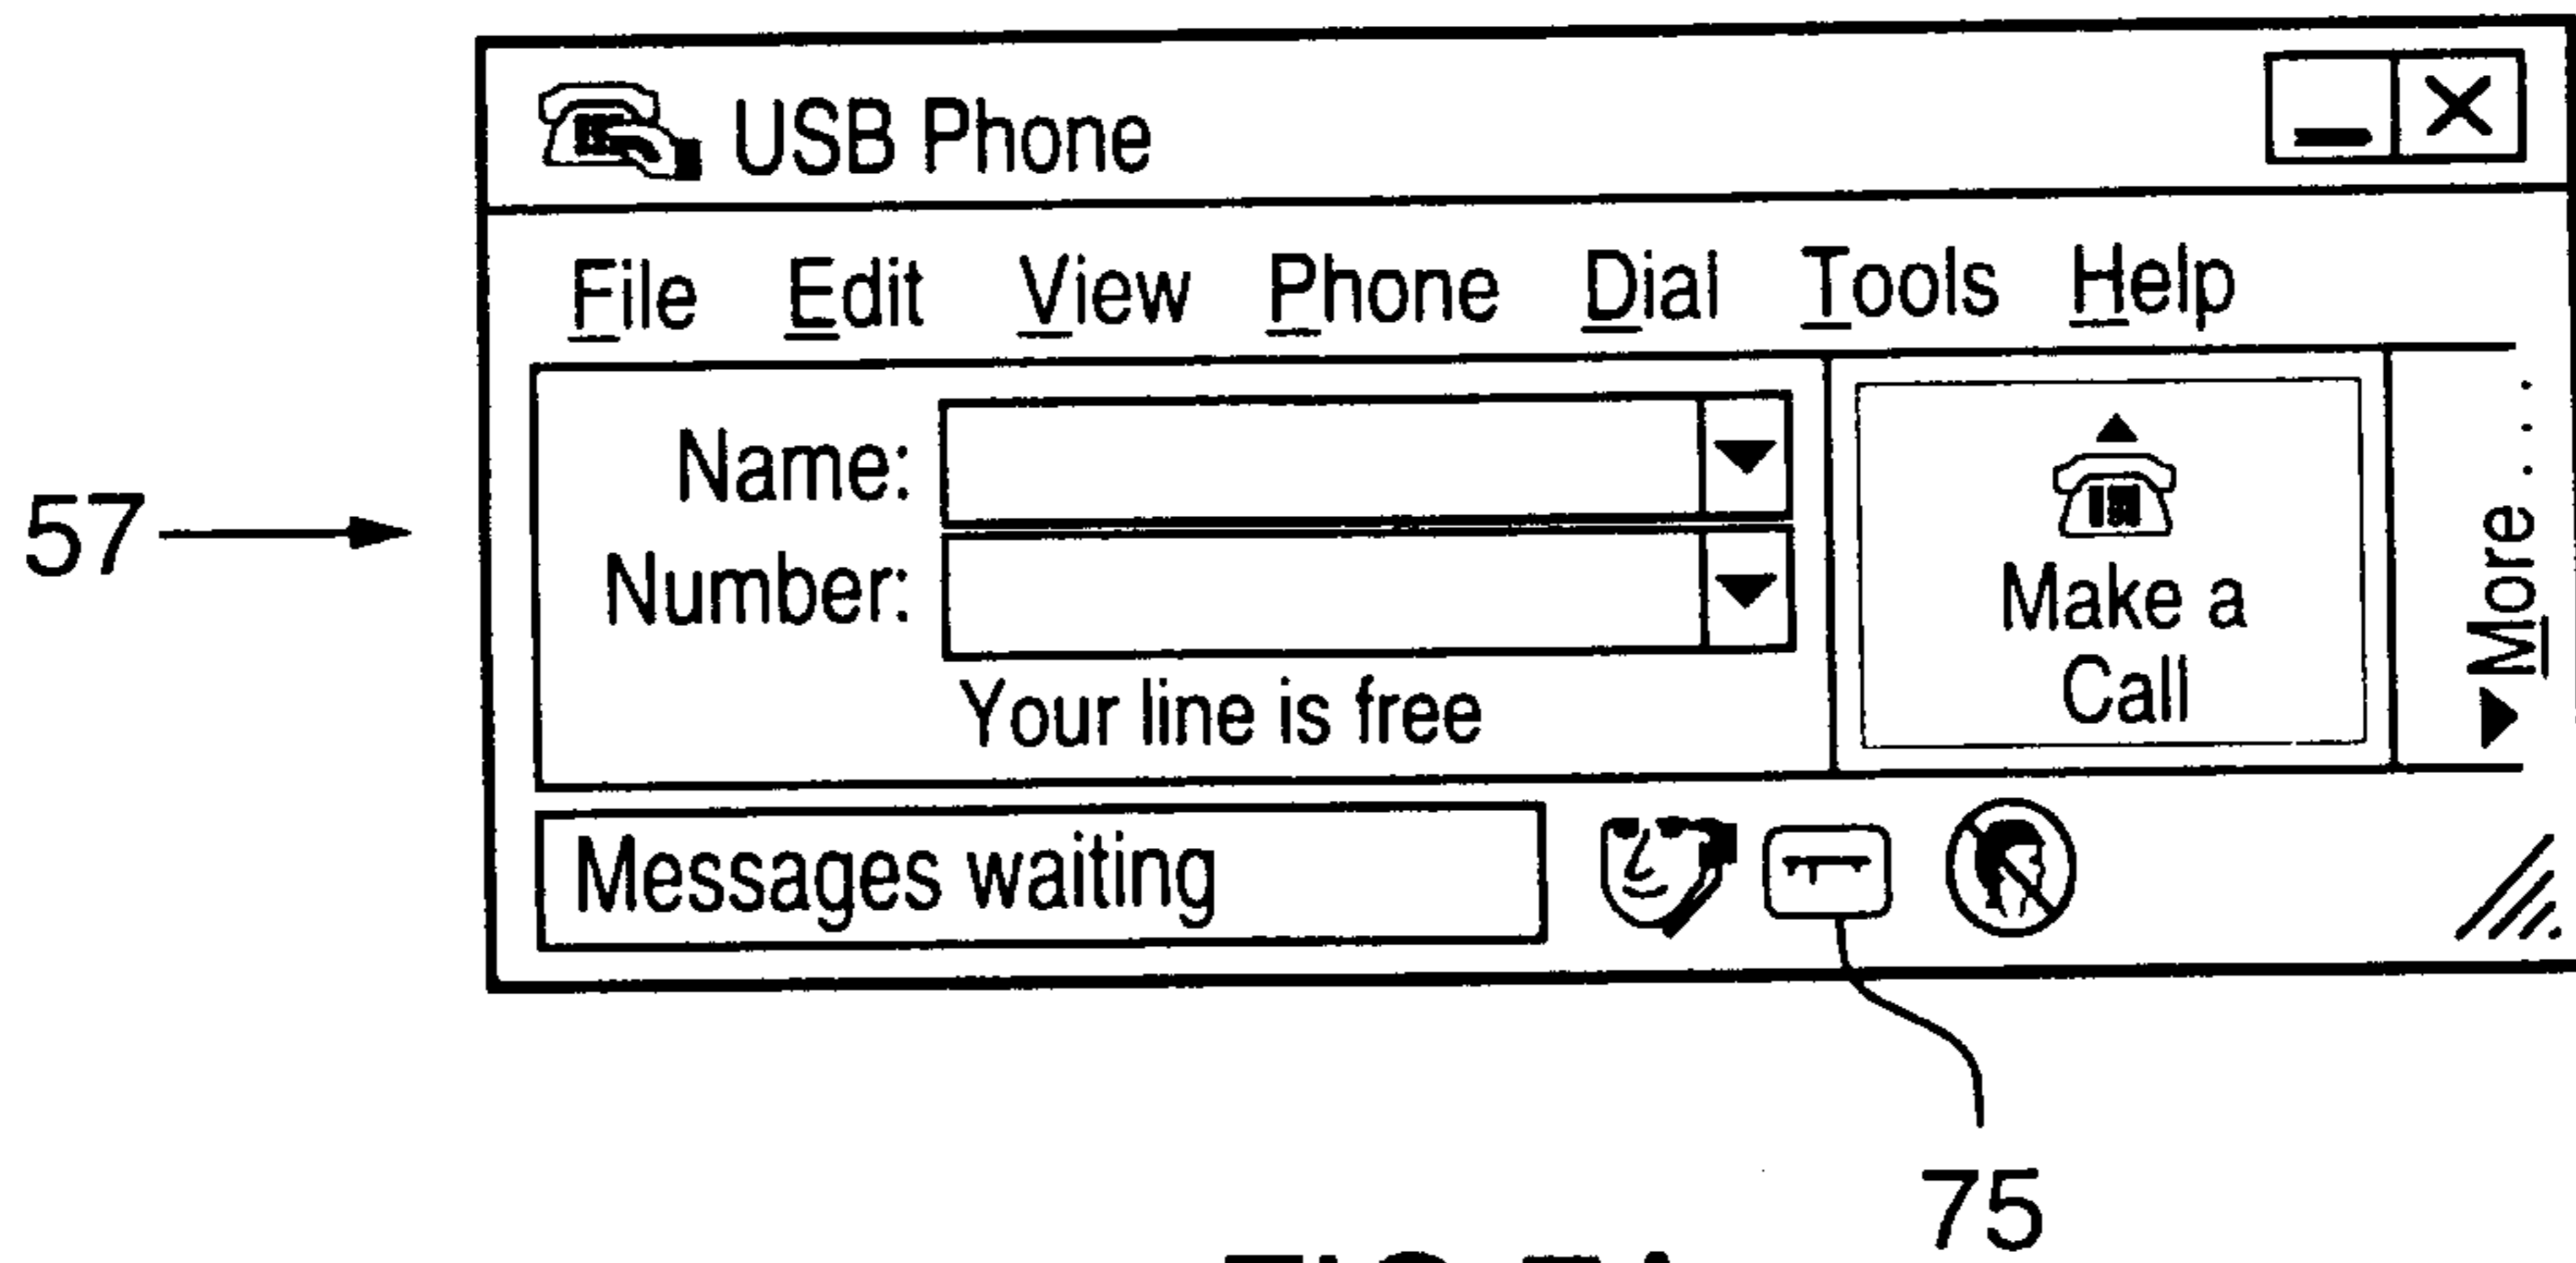 USB Phone
File Edit View Phone Dial Tools Help
Name:
Number:
Your line is free
Make a
Call
More . . . .
Messages waiting
57
75